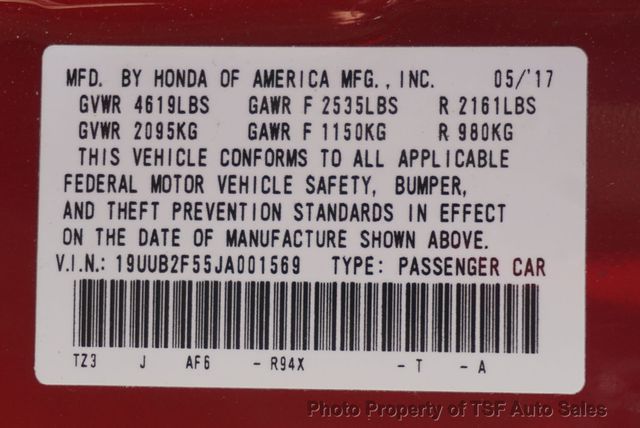 MFD. BY HONDA OF AMERICA MFG., INC. 05/'17
GVWR 4619LBS GAWR F 2535LBS R 2161LBS
GVWR 2095KG GAWR F 1150KG R 980KG
THIS VEHICLE CONFORMS TO ALL APPLICABLE
FEDERAL MOTOR VEHICLE SAFETY, BUMPER,
AND THEFT PREVENTION STANDARDS IN EFFECT
ON THE DATE OF MANUFACTURE SHOWN ABOVE.
V.I.N.: 19UUB2F55JA001569 TYPE: PASSENGER CAR
TZ3 J AF6 - R94X - T - A
Photo Property of TSF Auto Sales